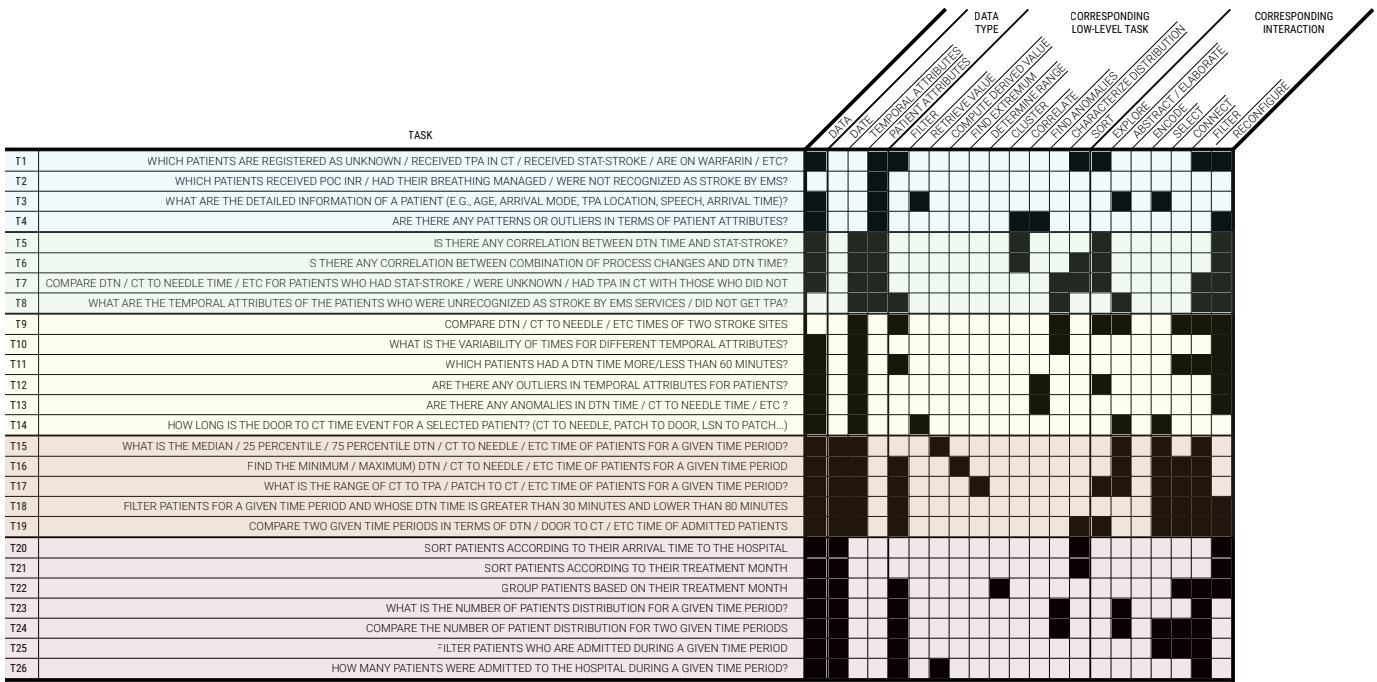 DATA
TYPE
CORRESPONDING
LOW-LEVEL TASK
CORRESPONDING
INTERACTION
TASK
DATA
DATE
TEMPORAL ATTRIBUTES
PATIENT ATTRIBUTES
FILTER
RETRIEVE VALUE
COMPUTE DERIVED VALUE
FIND EXTREMUM
DETERMINE RANGE
CLUSTER
CORRELATE
FIND ANOMALIES
CHARACTERIZE DISTRIBUTION
SORT
EXPLORE
ABSTRACT / ELABORATE
ENCODE
SELECT
CONNECT
FILTER
RECONFIGURE
T1 WHICH PATIENTS ARE REGISTERED AS UNKNOWN / RECEIVED TPA IN CT / RECEIVED STAT-STROKE / ARE ON WARFARIN / ETC?
T2 WHICH PATIENTS RECEIVED POC INR / HAD THEIR BREATHING MANAGED / WERE NOT RECOGNIZED AS STROKE BY EMS?
T3 WHAT ARE THE DETAILED INFORMATION OF A PATIENT (E.G., AGE, ARRIVAL MODE, TPA LOCATION, SPEECH, ARRIVAL TIME)?
T4 ARE THERE ANY PATTERNS OR OUTLIERS IN TERMS OF PATIENT ATTRIBUTES?
T5 IS THERE ANY CORRELATION BETWEEN DTN TIME AND STAT-STROKE?
T6 S THERE ANY CORRELATION BETWEEN COMBINATION OF PROCESS CHANGES AND DTN TIME?
T7 COMPARE DTN / CT TO NEEDLE TIME / ETC FOR PATIENTS WHO HAD STAT-STROKE / WERE UNKNOWN / HAD TPA IN CT WITH THOSE WHO DID NOT
T8 WHAT ARE THE TEMPORAL ATTRIBUTES OF THE PATIENTS WHO WERE UNRECOGNIZED AS STROKE BY EMS SERVICES / DID NOT GET TPA?
T9 COMPARE DTN / CT TO NEEDLE / ETC TIMES OF TWO STROKE SITES
T10 WHAT IS THE VARIABILITY OF TIMES FOR DIFFERENT TEMPORAL ATTRIBUTES?
T11 WHICH PATIENTS HAD A DTN TIME MORE/LESS THAN 60 MINUTES?
T12 ARE THERE ANY OUTLIERS IN TEMPORAL ATTRIBUTES FOR PATIENTS?
T13 ARE THERE ANY ANOMALIES IN DTN TIME / CT TO NEEDLE TIME / ETC ?
T14 HOW LONG IS THE DOOR TO CT TIME EVENT FOR A SELECTED PATIENT? (CT TO NEEDLE, PATCH TO DOOR, LSN TO PATCH...)
T15 WHAT IS THE MEDIAN / 25 PERCENTILE / 75 PERCENTILE DTN / CT TO NEEDLE / ETC TIME OF PATIENTS FOR A GIVEN TIME PERIOD?
T16 FIND THE MINIMUM / MAXIMUM) DTN / CT TO NEEDLE / ETC TIME OF PATIENTS FOR A GIVEN TIME PERIOD
T17 WHAT IS THE RANGE OF CT TO TPA / PATCH TO CT / ETC TIME OF PATIENTS FOR A GIVEN TIME PERIOD?
T18 FILTER PATIENTS FOR A GIVEN TIME PERIOD AND WHOSE DTN TIME IS GREATER THAN 30 MINUTES AND LOWER THAN 80 MINUTES
T19 COMPARE TWO GIVEN TIME PERIODS IN TERMS OF DTN / DOOR TO CT / ETC TIME OF ADMITTED PATIENTS
T20 SORT PATIENTS ACCORDING TO THEIR ARRIVAL TIME TO THE HOSPITAL
T21 SORT PATIENTS ACCORDING TO THEIR TREATMENT MONTH
T22 GROUP PATIENTS BASED ON THEIR TREATMENT MONTH
T23 WHAT IS THE NUMBER OF PATIENTS DISTRIBUTION FOR A GIVEN TIME PERIOD?
T24 COMPARE THE NUMBER OF PATIENT DISTRIBUTION FOR TWO GIVEN TIME PERIODS
T25 FILTER PATIENTS WHO ARE ADMITTED DURING A GIVEN TIME PERIOD
T26 HOW MANY PATIENTS WERE ADMITTED TO THE HOSPITAL DURING A GIVEN TIME PERIOD?